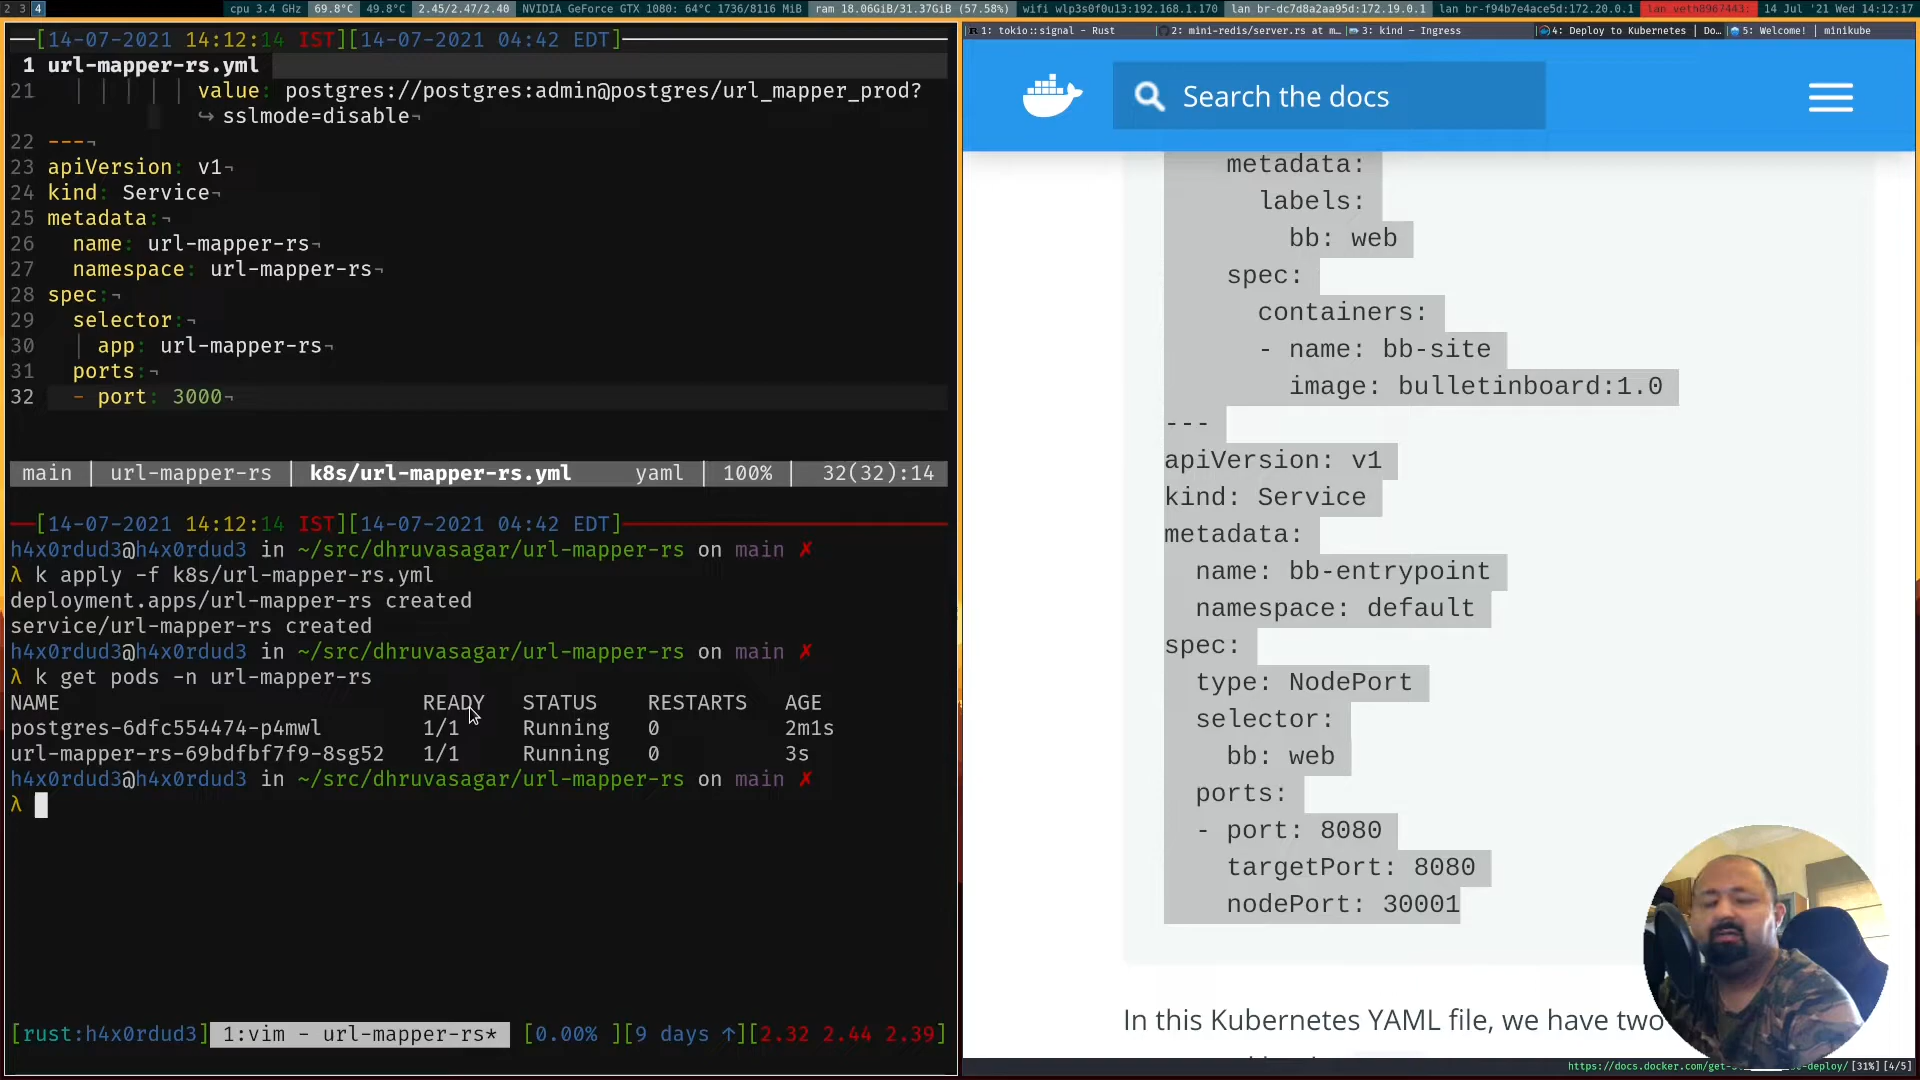 2 3 4
cpu 3.4 GHz 69.8°C 49.8°C 2.45/2.47/2.40 NVIDIA GeForce GTX 1080: 64°C 1736/8116 MiB ram 18.06GiB/31.37GiB (57.58%) wifi wlp3s0f0u13:192.168.1.170 lan br-dc7d8a2aa95d:172.19.0.1 lan br-f94b7e4ace5d:172.20.0.1 lan veth8967443: 14 Jul '21 Wed 14:12:17
[14-07-2021 14:12:14 IST][14-07-2021 04:42 EDT]
1 url-mapper-rs.yml
21 value: postgres://postgres:admin@postgres/url_mapper_prod?
↪ sslmode=disable¬
22 ---¬
23 apiVersion: v1¬
24 kind: Service¬
25 metadata:¬
26 name: url-mapper-rs¬
27 namespace: url-mapper-rs¬
28 spec:¬
29 selector:¬
30 app: url-mapper-rs¬
31 ports:¬
32 - port: 3000¬
main | url-mapper-rs | k8s/url-mapper-rs.yml yaml | 100% | 32(32):14
[14-07-2021 14:12:14 IST][14-07-2021 04:42 EDT]
h4x0rdud3@h4x0rdud3 in ~/src/dhruvasagar/url-mapper-rs on main ✗
λ k apply -f k8s/url-mapper-rs.yml
deployment.apps/url-mapper-rs created
service/url-mapper-rs created
h4x0rdud3@h4x0rdud3 in ~/src/dhruvasagar/url-mapper-rs on main ✗
λ k get pods -n url-mapper-rs
NAME READY STATUS RESTARTS AGE
postgres-6dfc554474-p4mwl 1/1 Running 0 2m1s
url-mapper-rs-69bdfbf7f9-8sg52 1/1 Running 0 3s
h4x0rdud3@h4x0rdud3 in ~/src/dhruvasagar/url-mapper-rs on main ✗
λ
[rust:h4x0rdud3] 1:vim - url-mapper-rs* [0.00% ][9 days ↑][2.32 2.44 2.39]
1: tokio::signal - Rust 2: mini-redis/server.rs at m… 3: kind – Ingress 4: Deploy to Kubernetes | Do… 5: Welcome! | minikube
Search the docs
metadata:
labels:
bb: web
spec:
containers:
- name: bb-site
image: bulletinboard:1.0
---
apiVersion: v1
kind: Service
metadata:
name: bb-entrypoint
namespace: default
spec:
type: NodePort
selector:
bb: web
ports:
- port: 8080
targetPort: 8080
nodePort: 30001
In this Kubernetes YAML file, we have two
-deploy/ [31%] [4/5]